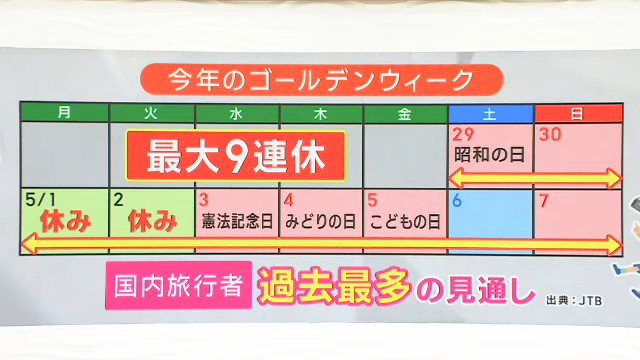 今年のゴールデンウィーク
月 火 水 木 金 土 日
最大9連休
29 30
昭和の日
5/1 2 3 4 5 6 7
休み 休み 憲法記念日 みどりの日 こどもの日
国内旅行者 過去最多の見通し 出典:JTB